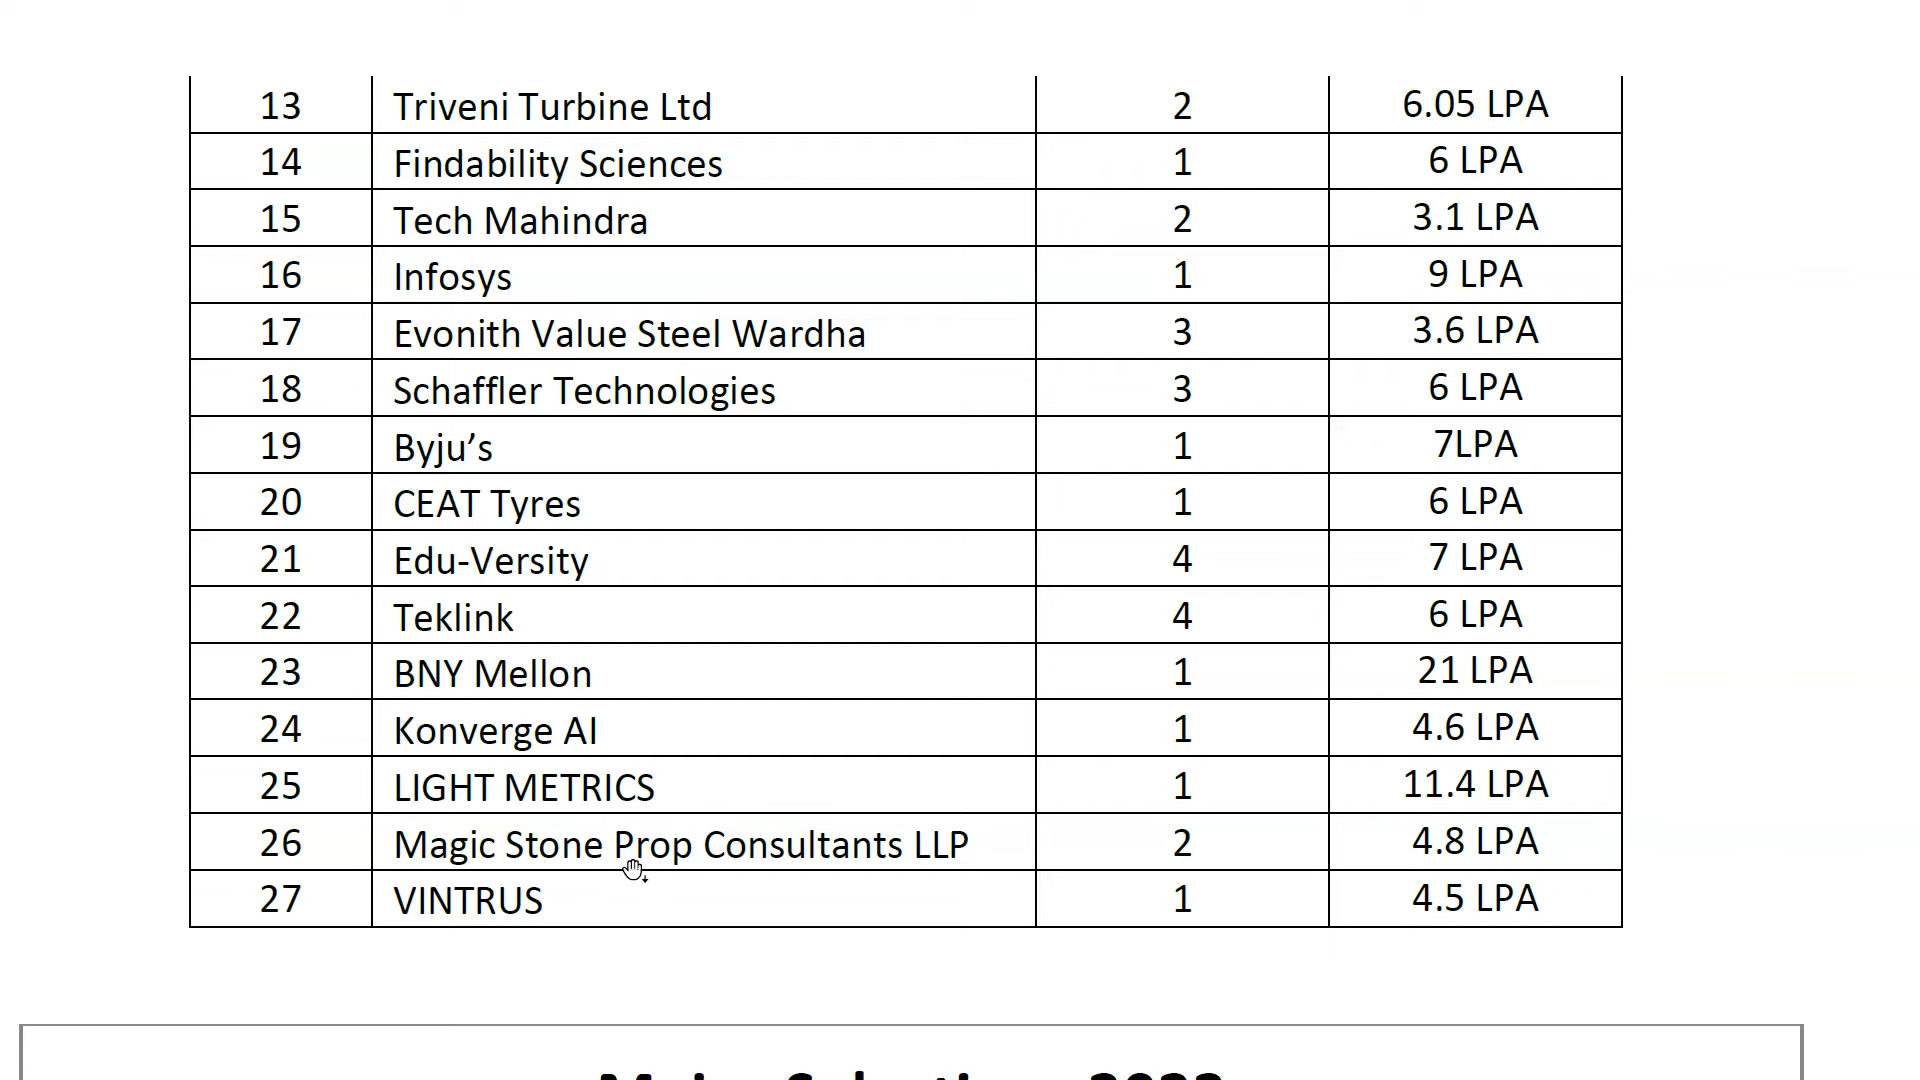 13 Triveni Turbine Ltd 2 6.05 LPA
14 Findability Sciences 1 6 LPA
15 Tech Mahindra 2 3.1 LPA
16 Infosys 1 9 LPA
17 Evonith Value Steel Wardha 3 3.6 LPA
18 Schaffler Technologies 3 6 LPA
19 Byju’s 1 7LPA
20 CEAT Tyres 1 6 LPA
21 Edu-Versity 4 7 LPA
22 Teklink 4 6 LPA
23 BNY Mellon 1 21 LPA
24 Konverge AI 1 4.6 LPA
25 LIGHT METRICS 1 11.4 LPA
26 Magic Stone Prop Consultants LLP 2 4.8 LPA
27 VINTRUS 1 4.5 LPA